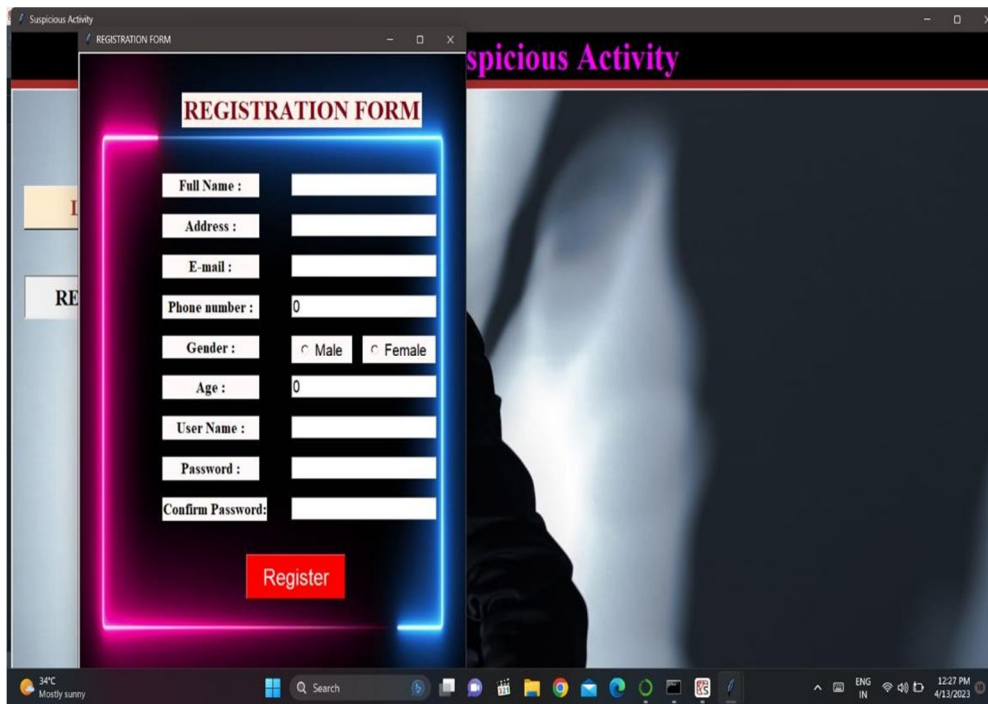 Suspicious Activity
REGISTRATION FORM
spicious Activity
REGISTRATION FORM
Full Name :
Address :
E-mail :
Phone number : 0
Gender : Male Female
Age : 0
User Name :
Password :
Confirm Password:
Register
L
RE
34°C
Mostly sunny
Search
ENG
IN
12:27 PM
4/13/2023